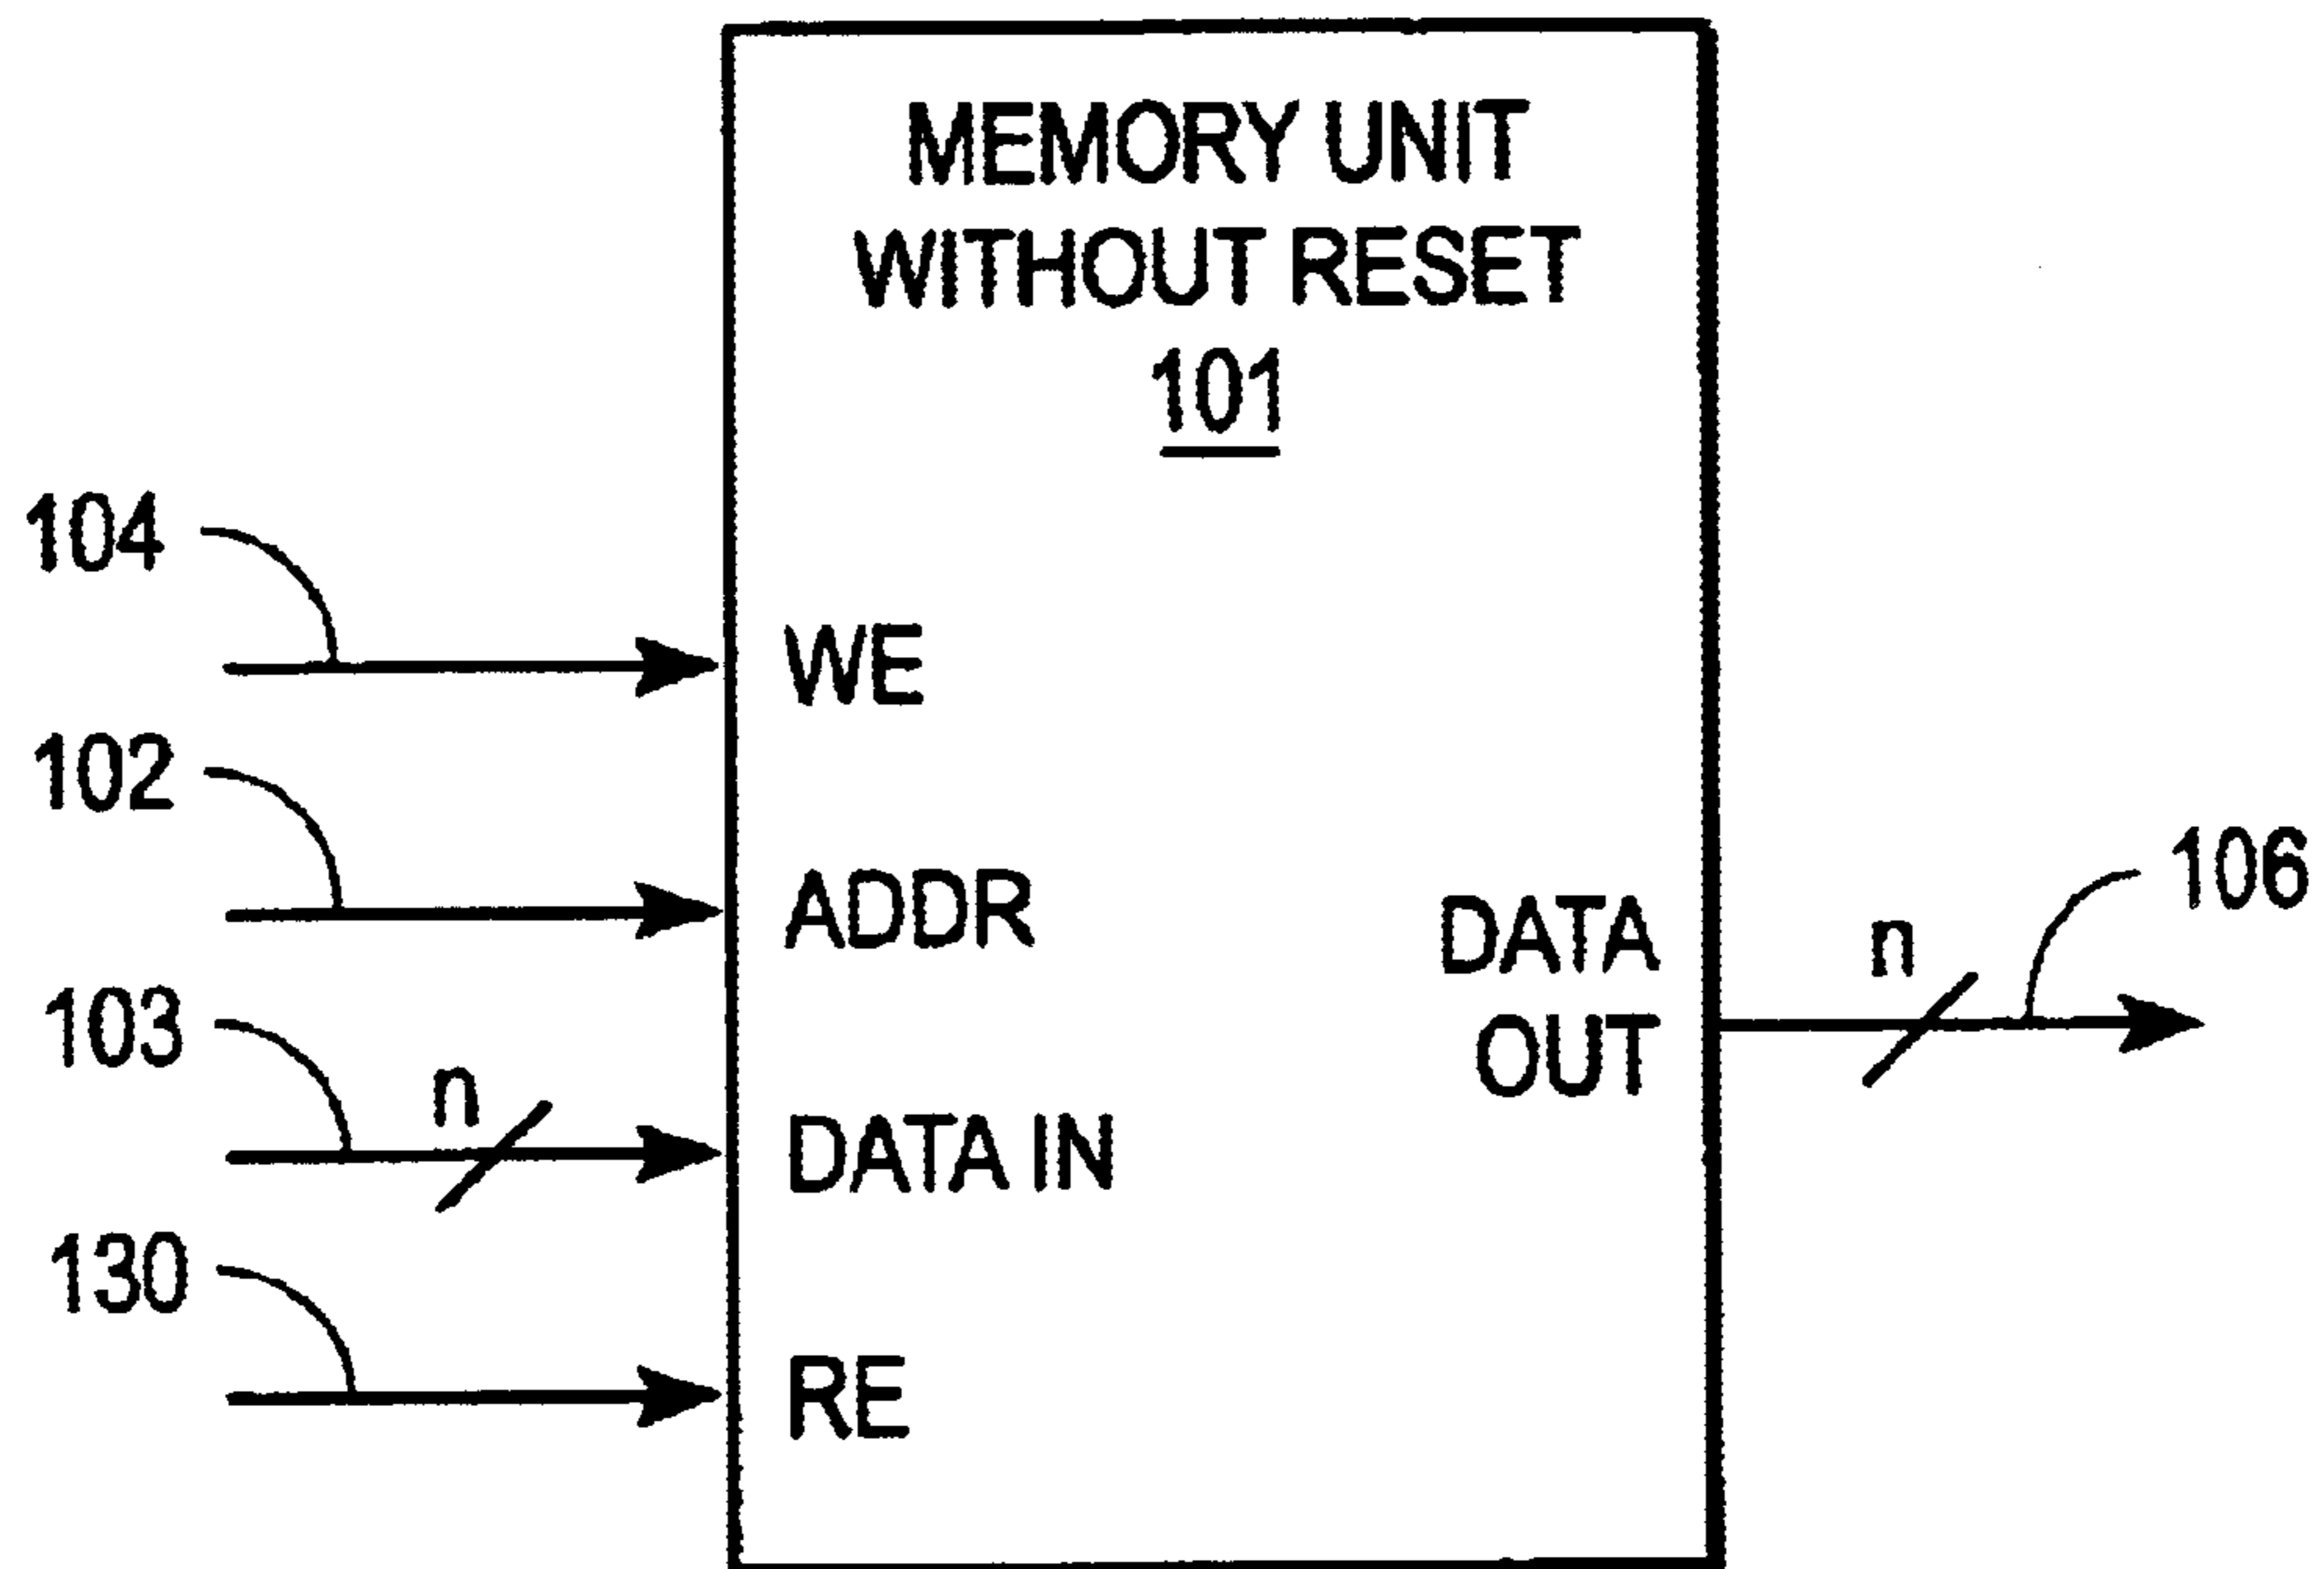 MEMORY UNIT
WITHOUT RESET
101
104
WE
102
ADDR
103
n
DATA IN
130
RE
DATA
OUT
n
106